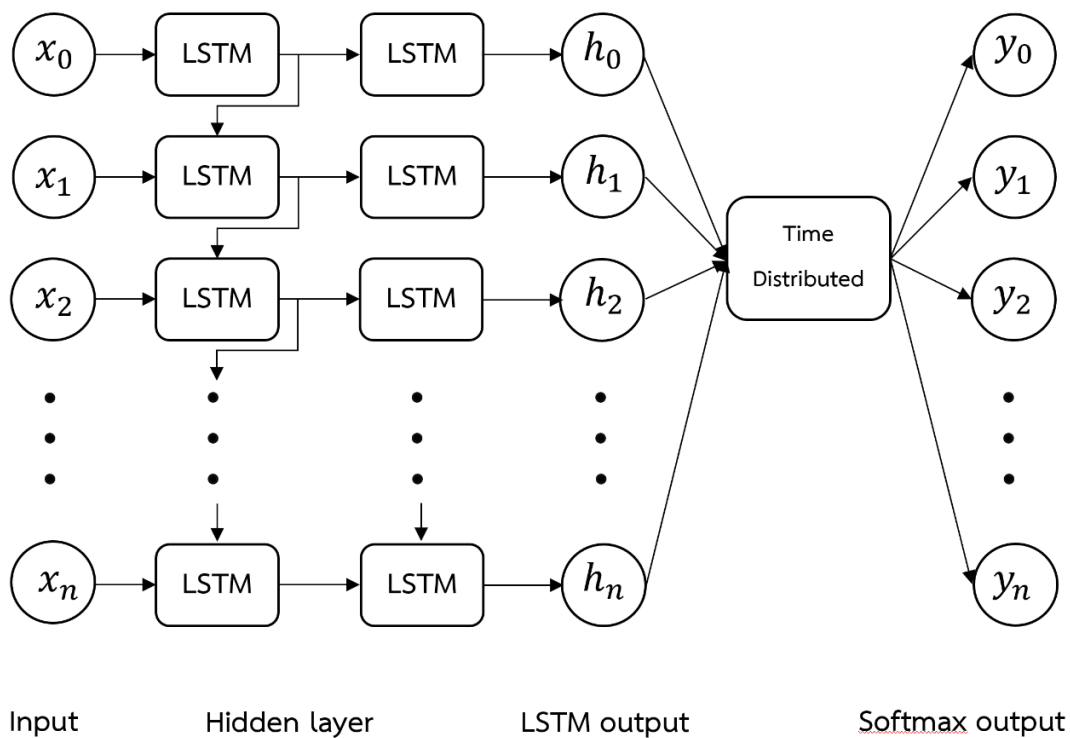 x0 LSTM LSTM h0 y0
x1 LSTM LSTM h1 y1
Time
Distributed
x2 LSTM LSTM h2 y2
xn LSTM LSTM hn yn
Input Hidden layer LSTM output Softmax output